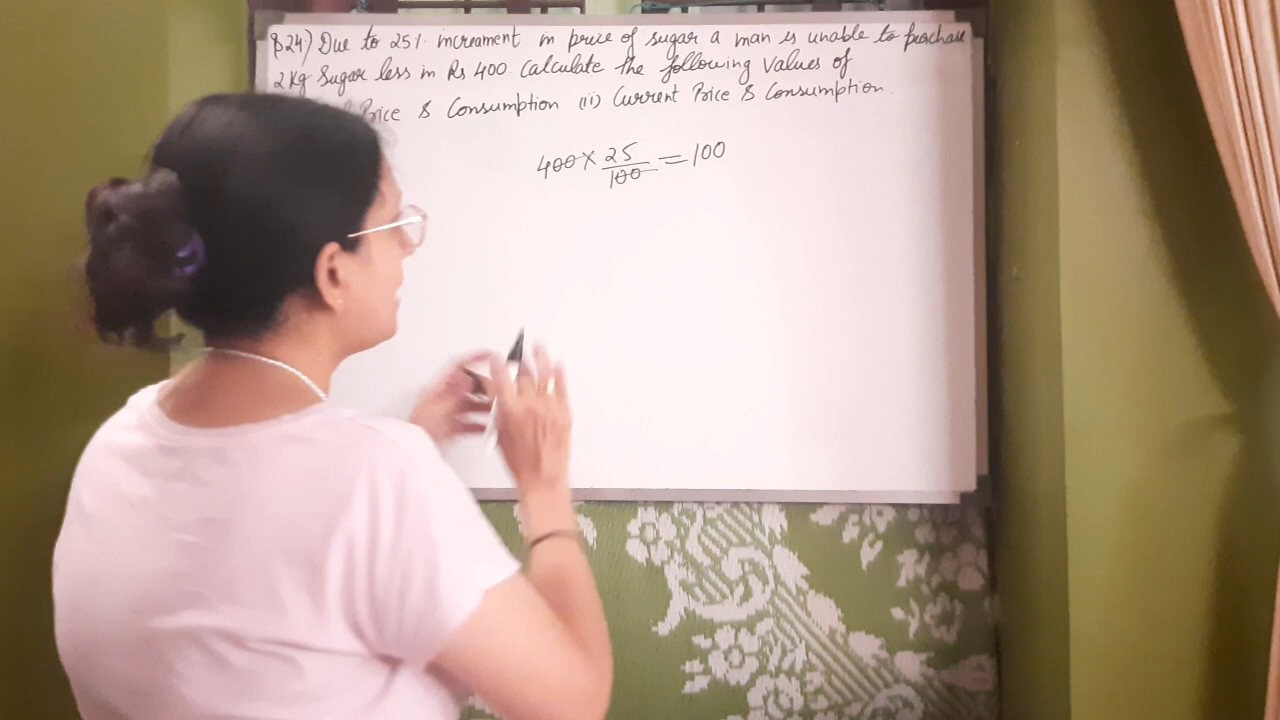 Q24) Due to 25% increament in price of sugar a man is unable to purchase
2 Kg Sugar less in Rs 400. Calculate the following values of
Price & Consumption (ii) Current Price & Consumption.
400 × 25/100 = 100